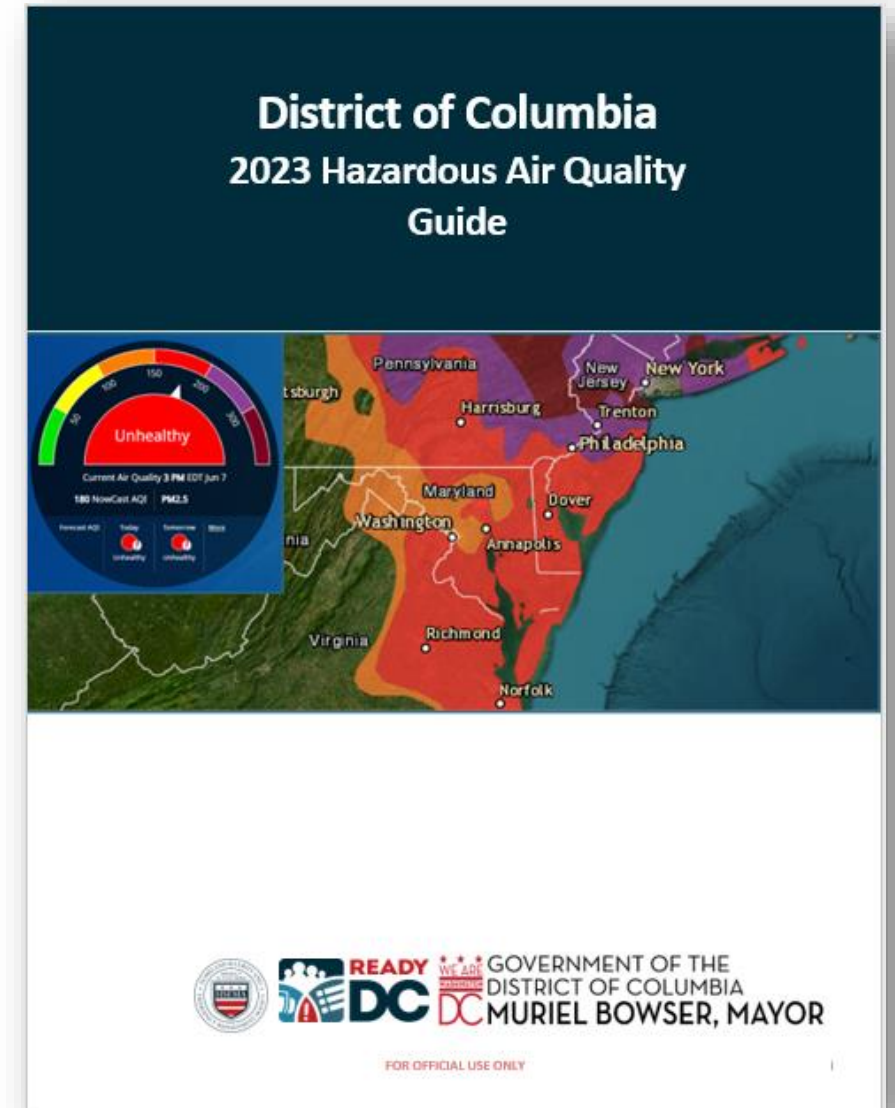 District of Columbia
2023 Hazardous Air Quality
Guide
50
100
150
200
300
Unhealthy
Current Air Quality 3 PM EDT Jun 7
180 NowCast AQI PM2.5
Forecast AQI Today Tomorrow More
Unhealthy Unhealthy
Pennsylvania
New
Jersey
New York
tsburgh
Harrisburg
Trenton
Philadelphia
Maryland
Dover
Washington
nia
Annapolis
Virginia
Richmond
Norfolk
READY
DC
WE ARE
WASHINGTON
DC
GOVERNMENT OF THE
DISTRICT OF COLUMBIA
MURIEL BOWSER, MAYOR
FOR OFFICIAL USE ONLY
i